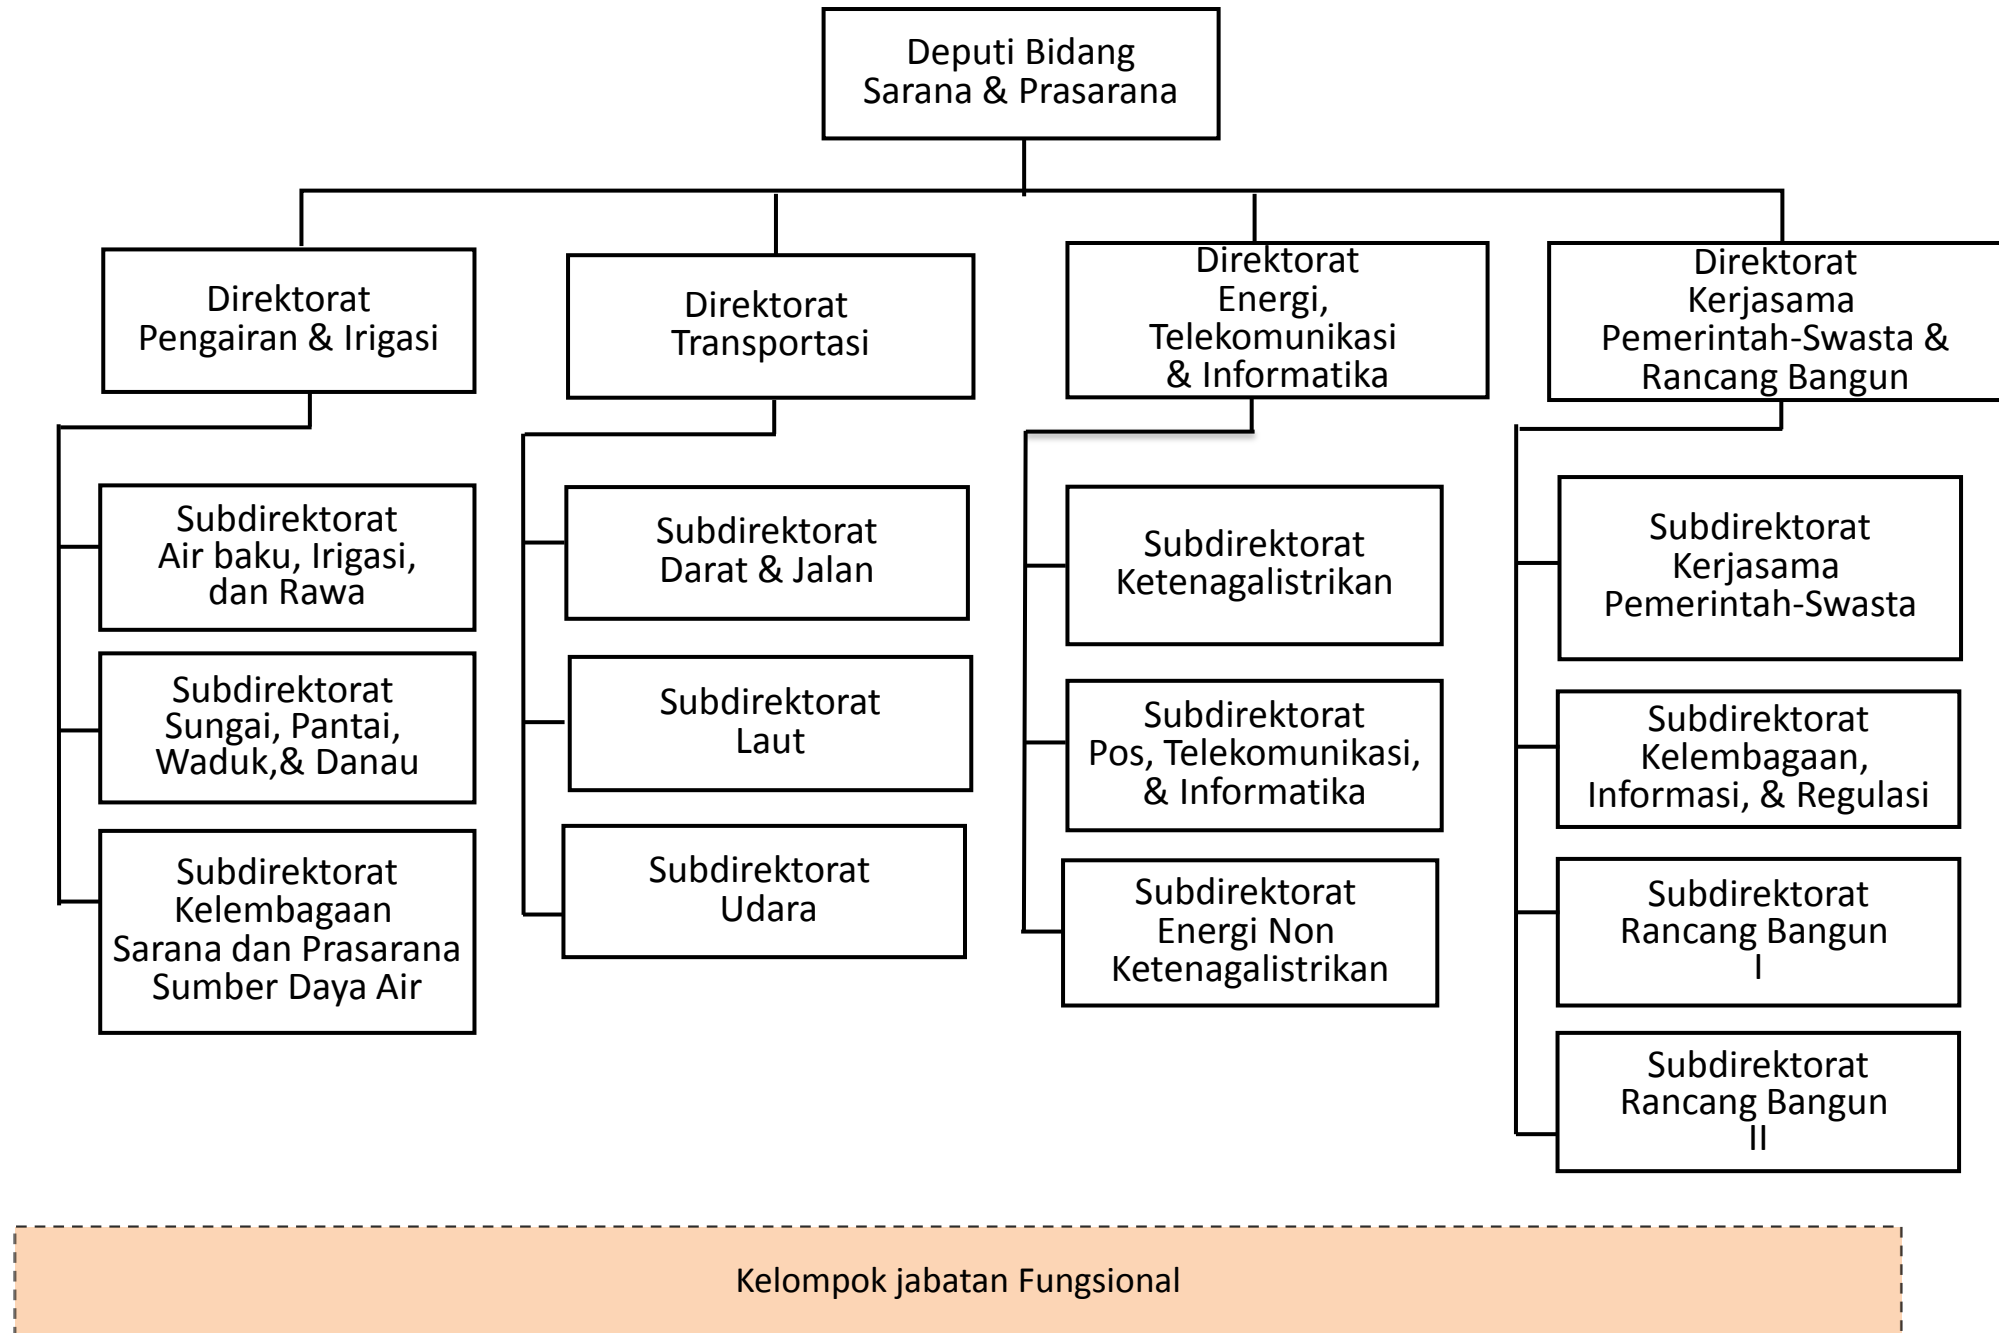 Deputi Bidang
Sarana & Prasarana
Direktorat
Pengairan & Irigasi
Direktorat
Transportasi
Direktorat
Energi,
Telekomunikasi
& Informatika
Direktorat
Kerjasama
Pemerintah-Swasta &
Rancang Bangun
Subdirektorat
Air baku, Irigasi,
dan Rawa
Subdirektorat
Sungai, Pantai,
Waduk,& Danau
Subdirektorat
Kelembagaan
Sarana dan Prasarana
Sumber Daya Air
Subdirektorat
Darat & Jalan
Subdirektorat
Laut
Subdirektorat
Udara
Subdirektorat
Ketenagalistrikan
Subdirektorat
Pos, Telekomunikasi,
& Informatika
Subdirektorat
Energi Non
Ketenagalistrikan
Subdirektorat
Kerjasama
Pemerintah-Swasta
Subdirektorat
Kelembagaan,
Informasi, & Regulasi
Subdirektorat
Rancang Bangun
I
Subdirektorat
Rancang Bangun
II
Kelompok jabatan Fungsional